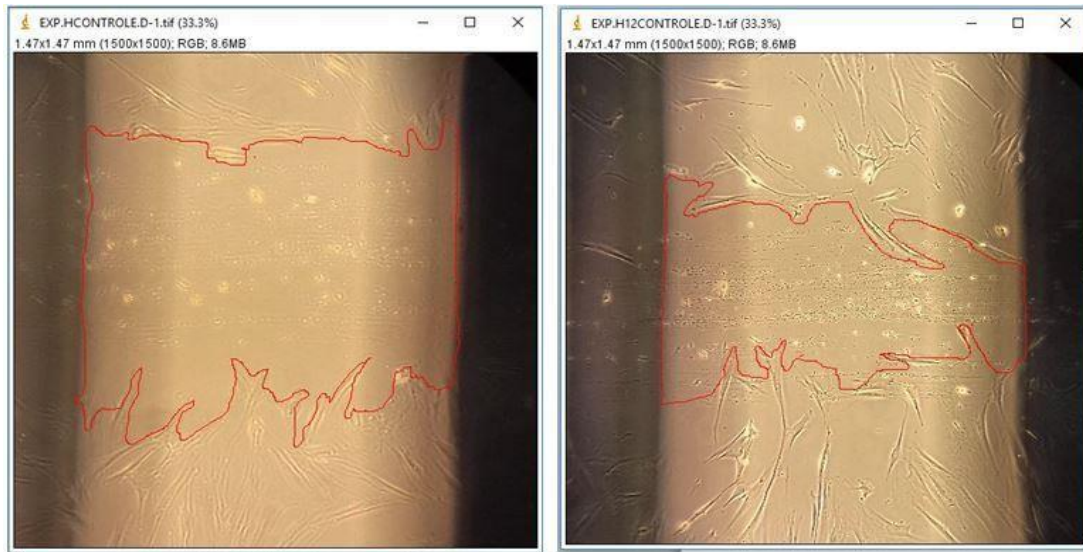 EXP.HCONTROLE.D-1.tif (33.3%)
1.47x1.47 mm (1500x1500); RGB; 8.6MB
EXP.H12CONTROLE.D-1.tif (33.3%)
1.47x1.47 mm (1500x1500); RGB; 8.6MB